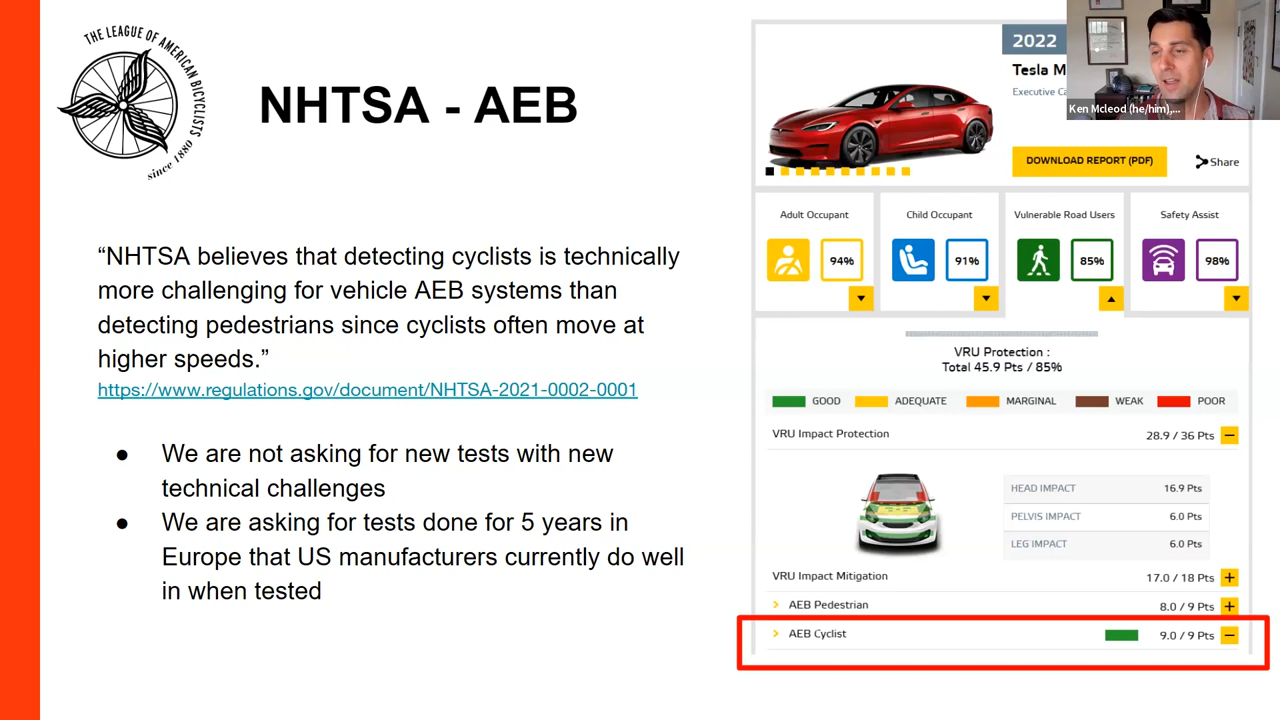 THE LEAGUE OF AMERICAN BICYCLISTS
since 1880
NHTSA - AEB
“NHTSA believes that detecting cyclists is technically
more challenging for vehicle AEB systems than
detecting pedestrians since cyclists often move at
higher speeds.”
https://www.regulations.gov/document/NHTSA-2021-0002-0001
● We are not asking for new tests with new
technical challenges
● We are asking for tests done for 5 years in
Europe that US manufacturers currently do well
in when tested
2022
Tesla M
Executive Ca
Ken Mcleod (he/him),...
DOWNLOAD REPORT (PDF)
Share
Adult Occupant
94%
Child Occupant
91%
Vulnerable Road Users
85%
Safety Assist
98%
VRU Protection :
Total 45.9 Pts / 85%
GOOD ADEQUATE MARGINAL WEAK POOR
VRU Impact Protection 28.9 / 36 Pts
HEAD IMPACT 16.9 Pts
PELVIS IMPACT 6.0 Pts
LEG IMPACT 6.0 Pts
VRU Impact Mitigation 17.0 / 18 Pts
AEB Pedestrian 8.0 / 9 Pts
AEB Cyclist 9.0 / 9 Pts